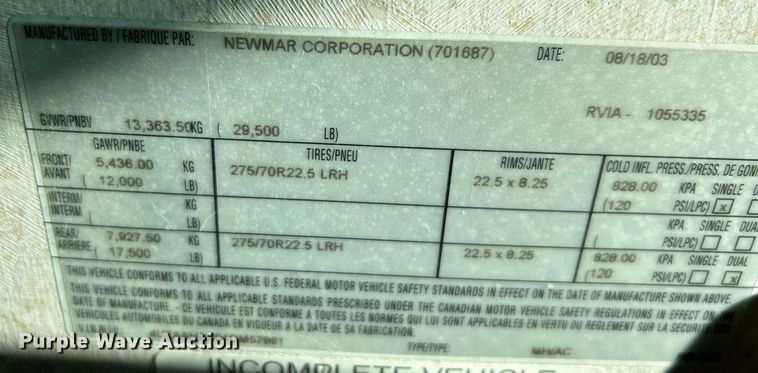 MANUFACTURED BY / FABRIQUE PAR: NEWMAR CORPORATION (701687) DATE: 08/18/03
RVIA - 1055335
GVWR/PNBV 13,363.50KG ( 29,500 LB)
GAWR/PNBE TIRES/PNEU RIMS/JANTE COLD INFL. PRESS./PRESS. DE
FRONT/ 5,436.00 KG 275/70R22.5 LRH 22.5 x 8.25 828.00 KPA SINGLE
AVANT ( 12,000 LB) (120 PSI/LPC) x
INTERM/ KG KPA SINGLE DUAL
INTERM ( LB) ( PSI/LPC)
REAR/ 7,927.50 KG 275/70R22.5 LRH 22.5 x 8.25 828.00 KPA SINGLE DUAL
ARRIERE ( 17,500 LB) (120 PSI/LPC) x
THIS VEHICLE CONFORMS TO ALL APPLICABLE U.S. FEDERAL MOTOR VEHICLE SAFETY STANDARDS IN EFFECT ON THE DATE OF MANUFACTURE SHOWN ABOVE.
THIS VEHICLE CONFORMS TO ALL APPLICABLE STANDARDS PRESCRIBED UNDER THE CANADIAN MOTOR VEHICLE SAFETY REGULATIONS IN EFFECT ON THE
DATE OF MANUFACTURE - CE VEHICULE EST CONFORME A TOUTES LES NORMES QUI LUI SONT APPLICABLES EN VERTU DU REGLEMENT SUR LA SECURITE DES
VEHICULES AUTOMOBILES DU CANADA EN VIGUEUR A LA DATE DE SA FABRICATION.
TYPE/TYPE: MH/AC
INCOMPLETE VEHICLE
Purple Wave Auction